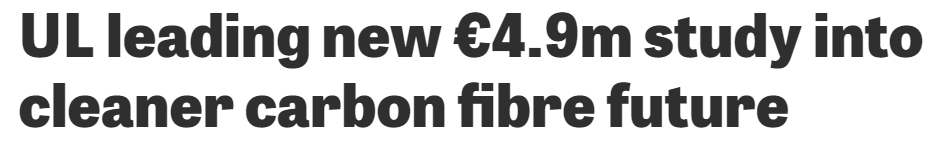 UL leading new €4.9m study into
cleaner carbon fibre future